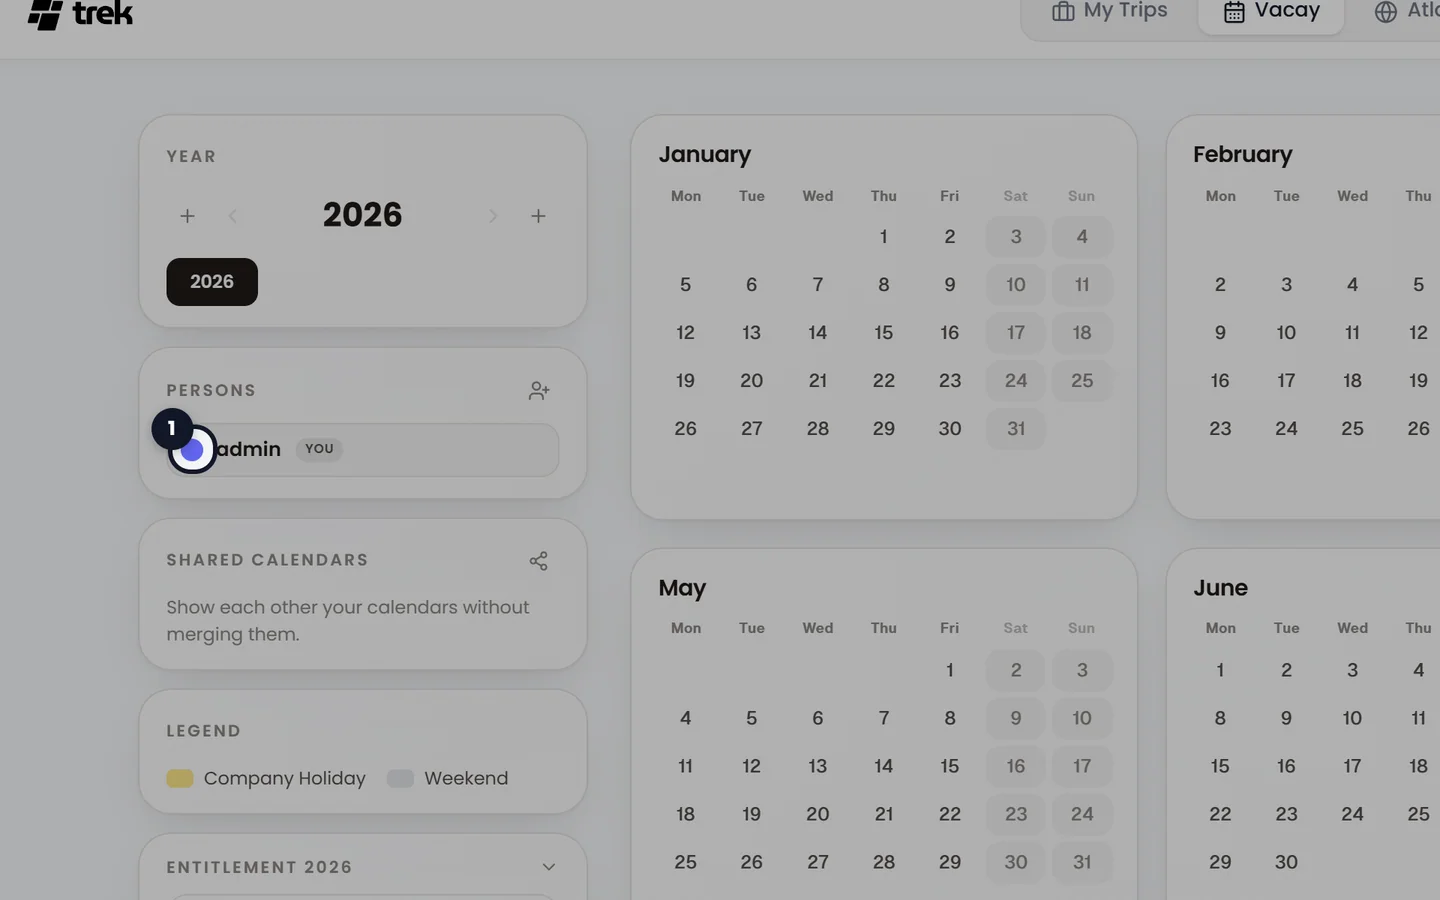 trek
My Trips
Vacay
YEAR
2026
2026
PERSONS
1
admin YOU
SHARED CALENDARS
Show each other your calendars without
merging them.
LEGEND
Company Holiday Weekend
ENTITLEMENT 2026
January
Mon Tue Wed Thu Fri Sat Sun
1 2 3 4
5 6 7 8 9 10 11
12 13 14 15 16 17 18
19 20 21 22 23 24 25
26 27 28 29 30 31
February
Mon Tue Wed Thu
2 3 4 5
9 10 11 12
16 17 18 19
23 24 25 26
May
Mon Tue Wed Thu Fri Sat Sun
1 2 3
4 5 6 7 8 9 10
11 12 13 14 15 16 17
18 19 20 21 22 23 24
25 26 27 28 29 30 31
June
Mon Tue Wed Thu
1 2 3 4
8 9 10 11
15 16 17 18
22 23 24 25
29 30